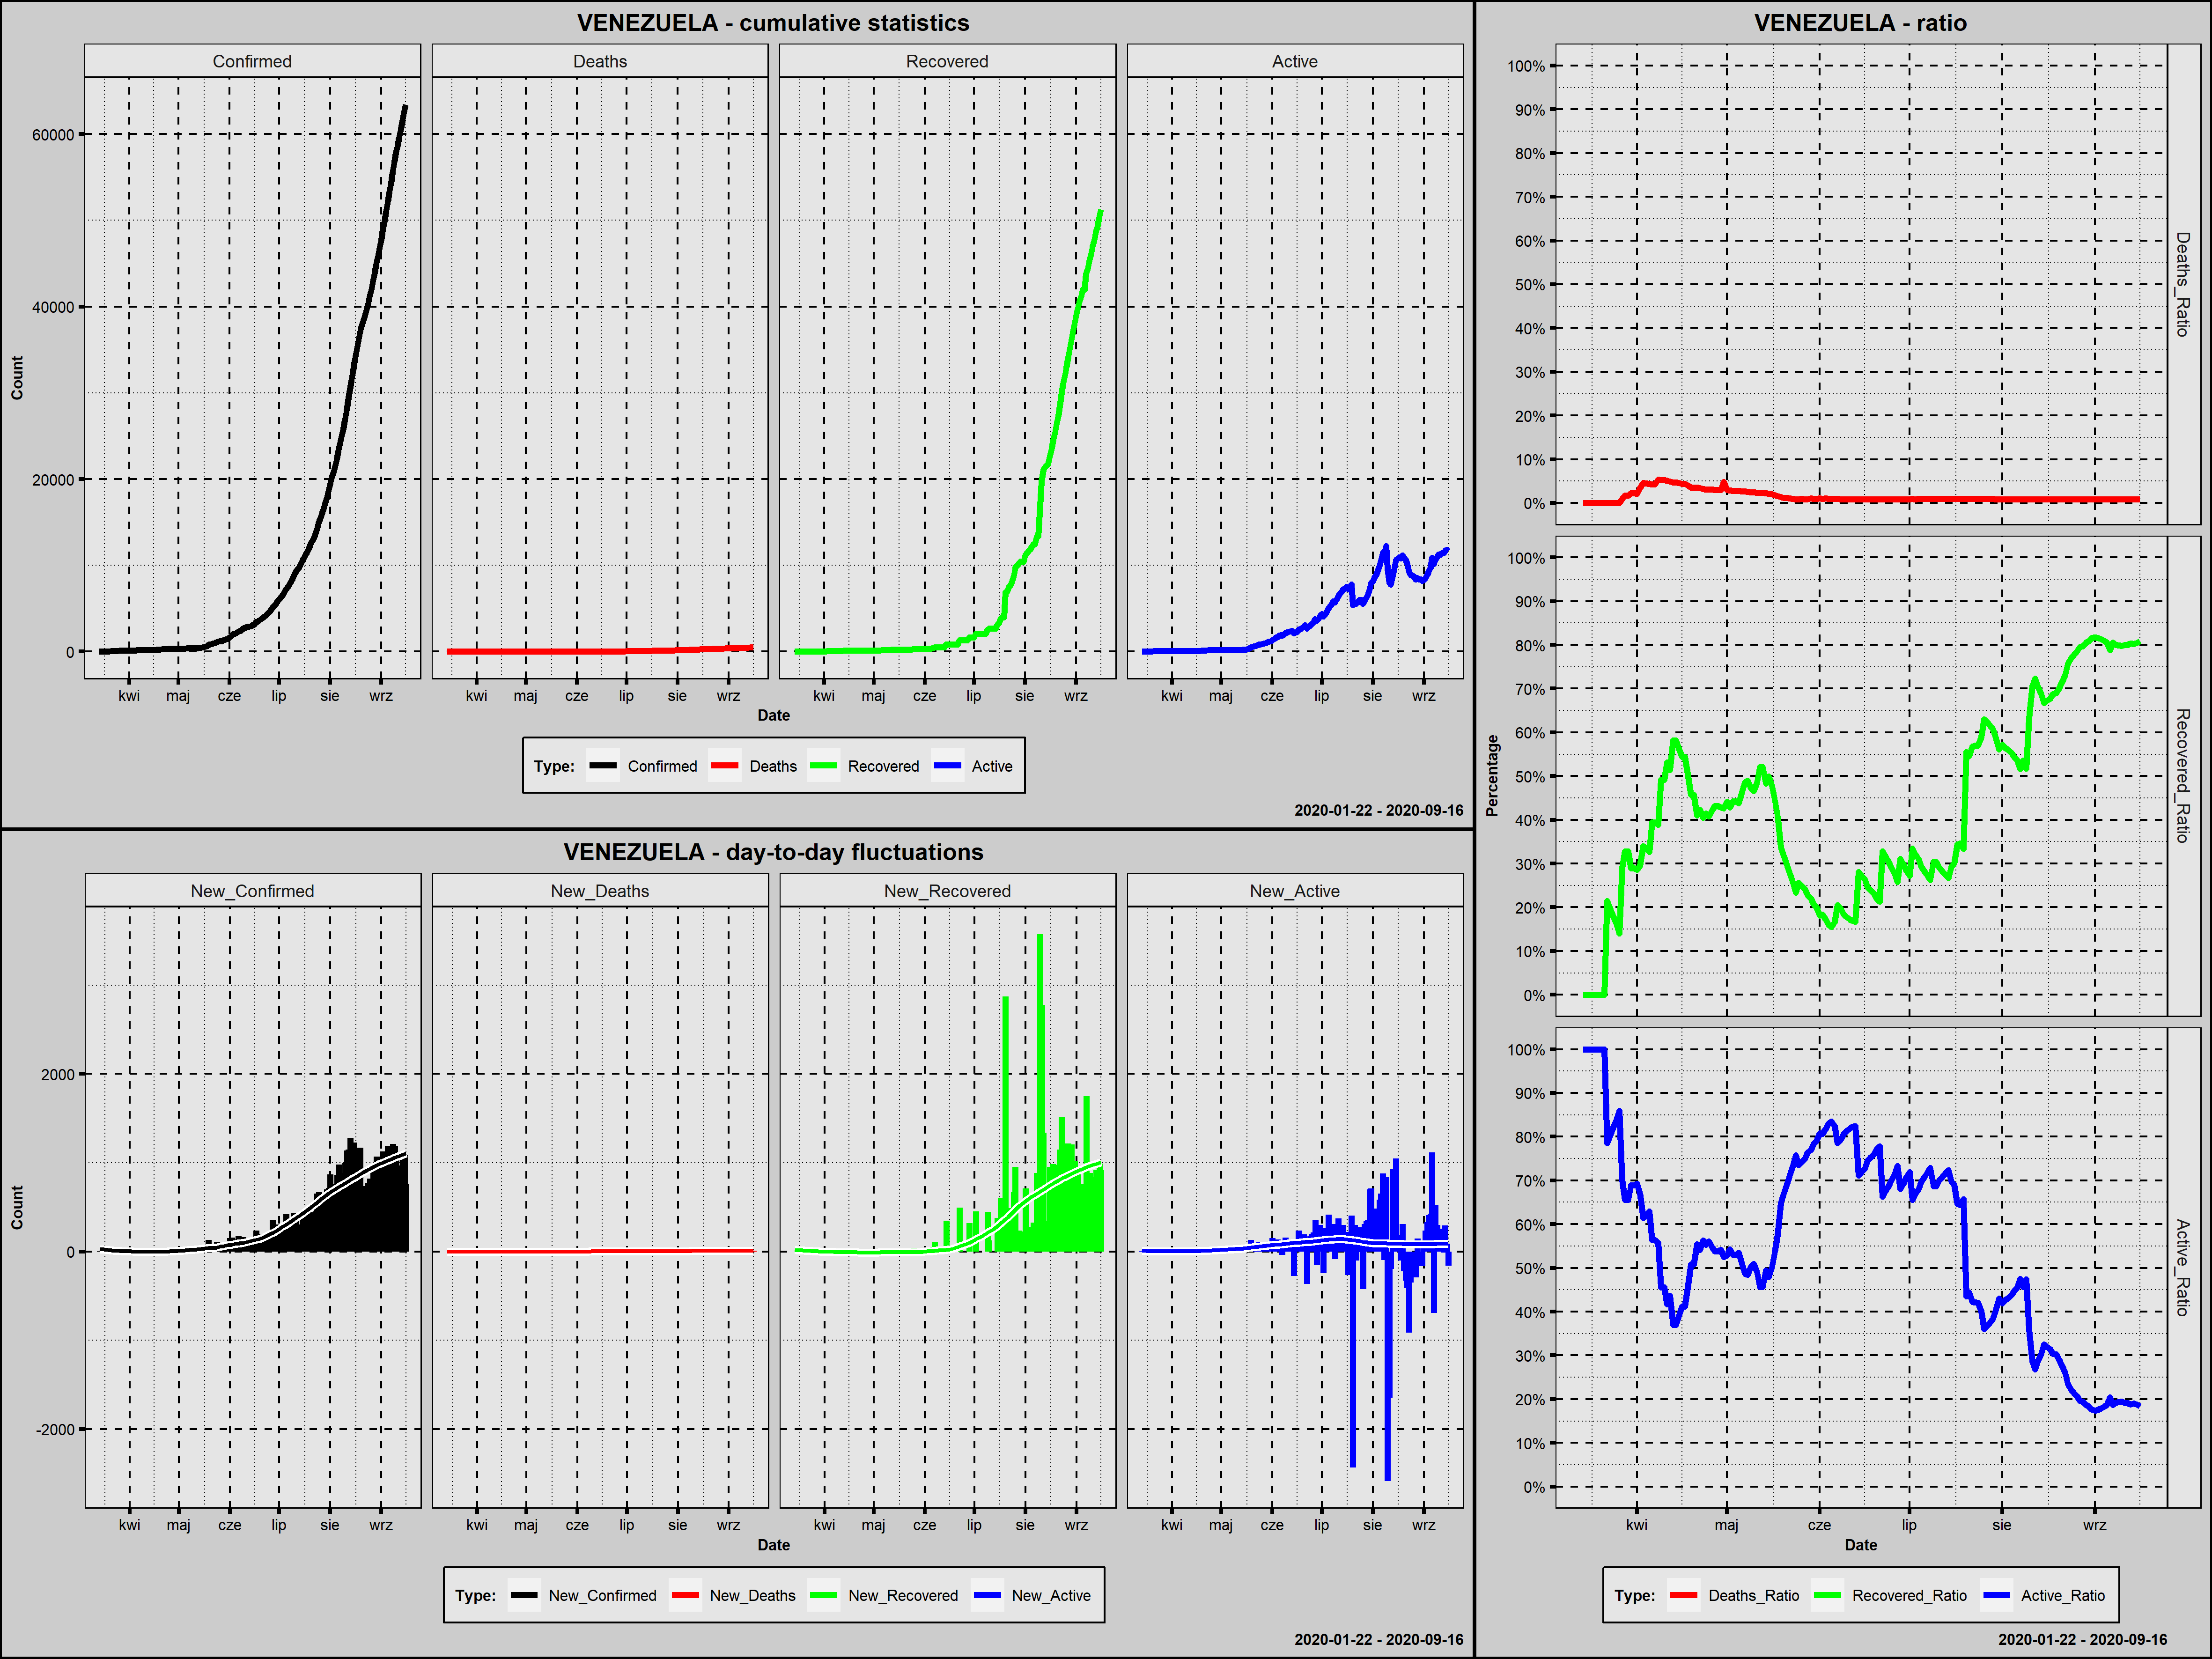 VENEZUELA - cumulative statistics
Confirmed Deaths Recovered Active
Count
60000
40000
20000
0
kwi maj cze lip sie wrz kwi maj cze lip sie wrz kwi maj cze lip sie wrz kwi maj cze lip sie wrz
Date
Type: Confirmed Deaths Recovered Active
2020-01-22 - 2020-09-16
VENEZUELA - day-to-day fluctuations
New_Confirmed New_Deaths New_Recovered New_Active
Count
2000
0
-2000
kwi maj cze lip sie wrz kwi maj cze lip sie wrz kwi maj cze lip sie wrz kwi maj cze lip sie wrz
Date
Type: New_Confirmed New_Deaths New_Recovered New_Active
2020-01-22 - 2020-09-16
VENEZUELA - ratio
Percentage
100%
90%
80%
70%
60%
50%
40%
30%
20%
10%
0%
Deaths_Ratio
100%
90%
80%
70%
60%
50%
40%
30%
20%
10%
0%
Recovered_Ratio
100%
90%
80%
70%
60%
50%
40%
30%
20%
10%
0%
Active_Ratio
kwi maj cze lip sie wrz
Date
Type: Deaths_Ratio Recovered_Ratio Active_Ratio
2020-01-22 - 2020-09-16